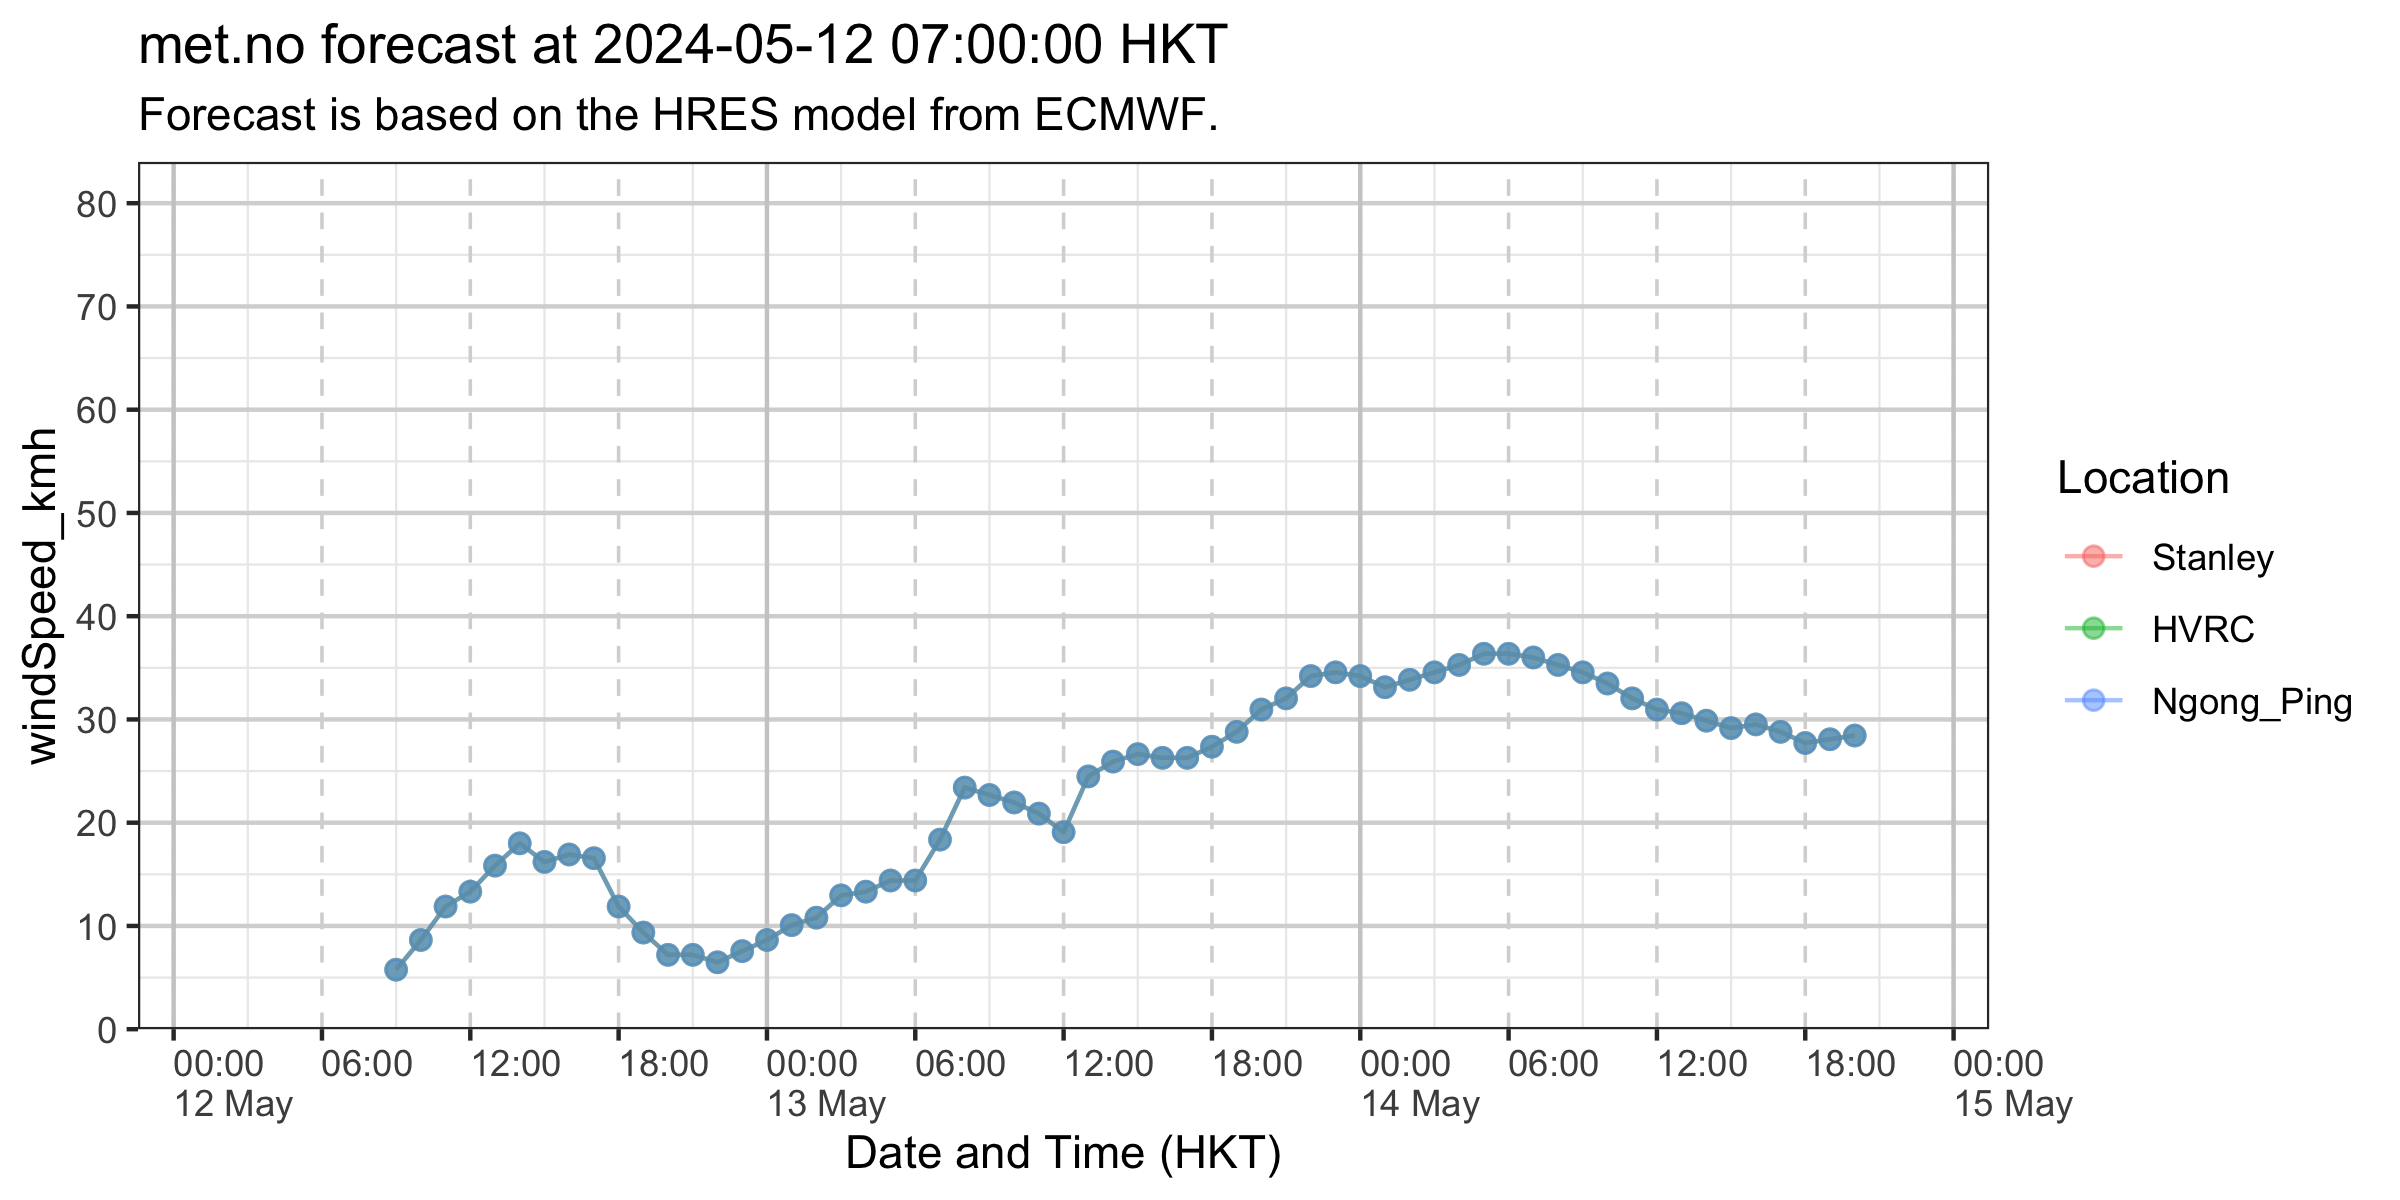 met.no forecast at 2024-05-12 07:00:00 HKT
Forecast is based on the HRES model from ECMWF.
windSpeed_kmh
80
70
60
50
40
30
20
10
0
00:00 06:00 12:00 18:00 00:00 06:00 12:00 18:00 00:00 06:00 12:00 18:00 00:00
12 May 13 May 14 May 15 May
Date and Time (HKT)
Location
Stanley
HVRC
Ngong_Ping